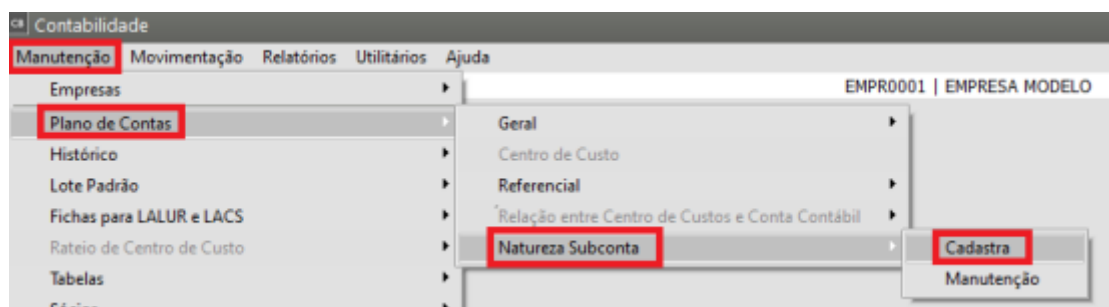 Contabilidade
Manutenção Movimentação Relatórios Utilitários Ajuda
EMPR0001 | EMPRESA MODELO
Empresas
Plano de Contas
Histórico
Lote Padrão
Fichas para LALUR e LACS
Rateio de Centro de Custo
Tabelas
Geral
Centro de Custo
Referencial
Relação entre Centro de Custos e Conta Contábil
Natureza Subconta
Cadastra
Manutenção